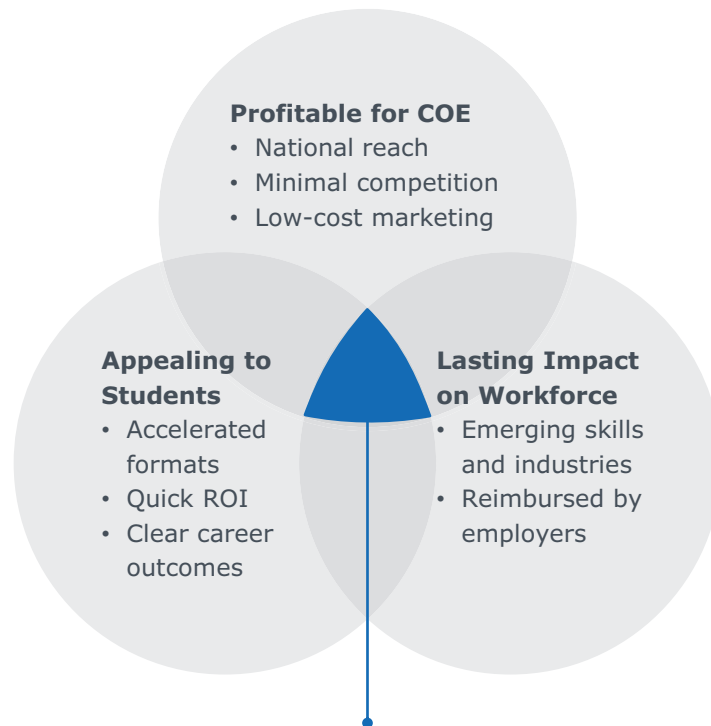 Profitable for COE
• National reach
• Minimal competition
• Low-cost marketing
Appealing to
Students
• Accelerated
formats
• Quick ROI
• Clear career
outcomes
Lasting Impact
on Workforce
• Emerging skills
and industries
• Reimbursed by
employers